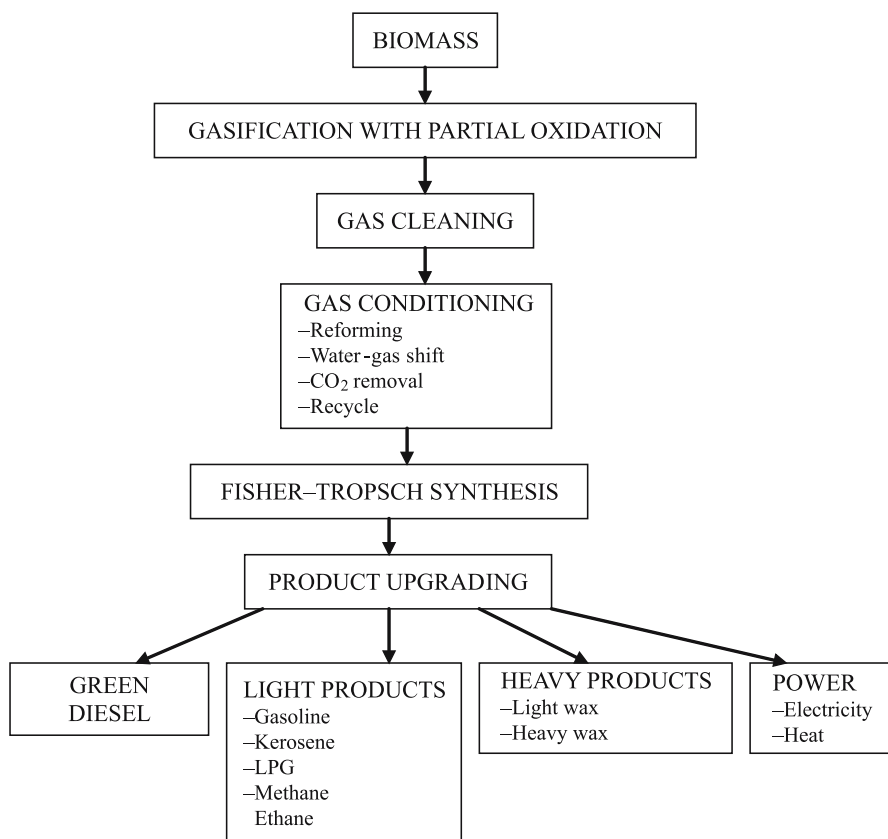 BIOMASS
GASIFICATION WITH PARTIAL OXIDATION
GAS CLEANING
GAS CONDITIONING
–Reforming
–Water-gas shift
–CO₂ removal
–Recycle
FISHER–TROPSCH SYNTHESIS
PRODUCT UPGRADING
GREEN
DIESEL
LIGHT PRODUCTS
–Gasoline
–Kerosene
–LPG
–Methane
Ethane
HEAVY PRODUCTS
–Light wax
–Heavy wax
POWER
–Electricity
–Heat